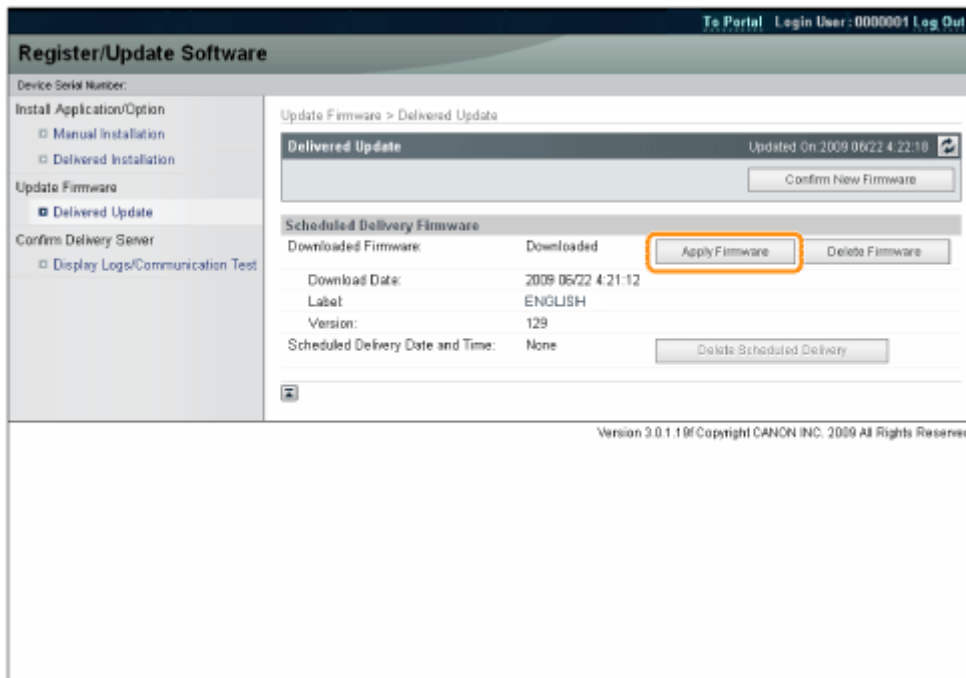 To Portal Login User : 0000001 Log Out
Register/Update Software
Device Serial Number:
Install Application/Option
Manual Installation
Delivered Installation
Update Firmware
Delivered Update
Confirm Delivery Server
Display Logs/Communication Test
Update Firmware > Delivered Update
Delivered Update Updated On:2009 06/22 4:22:18
Confirm New Firmware
Scheduled Delivery Firmware
Downloaded Firmware: Downloaded Apply Firmware Delete Firmware
Download Date: 2009 06/22 4:21:12
Label: ENGLISH
Version: 129
Scheduled Delivery Date and Time: None Delete Scheduled Delivery
Version 3.0.1.19f Copyright CANON INC. 2009 All Rights Reserve